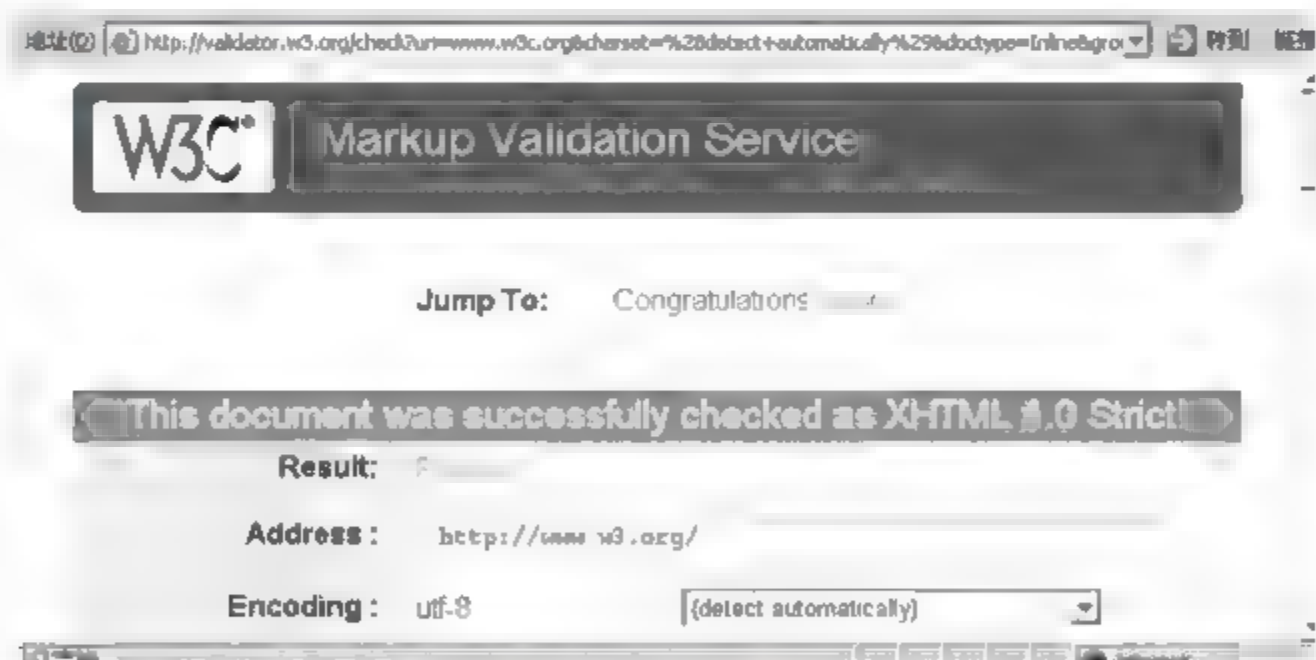 地址(D) http://validator.w3.org/check?uri=www.w3c.org&charset=%28detect+automatically%29&doctype=Inline&grou
W3C® Markup Validation Service
Jump To: Congratulations
This document was successfully checked as XHTML 1.0 Strict!
Result:
Address : http://www.w3.org/
Encoding : utf-8 (detect automatically)